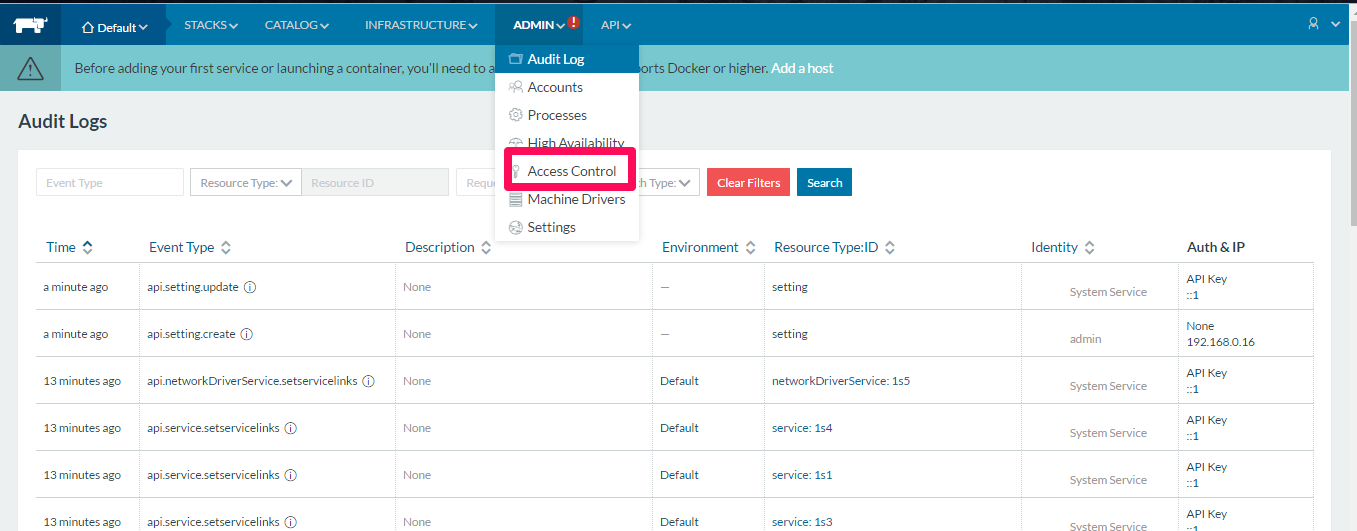 Default STACKS CATALOG INFRASTRUCTURE ADMIN ! API
Before adding your first service or launching a container, you'll need to a ports Docker or higher. Add a host
Audit Log
Accounts
Processes
High Availability
Access Control
Machine Drivers
Settings
Audit Logs
Event Type Resource Type: Resource ID Type: Clear Filters Search
Time Event Type Description Environment Resource Type:ID Identity Auth & IP
a minute ago api.setting.update None — setting System Service API Key
::1
a minute ago api.setting.create None — setting admin None
192.168.0.16
13 minutes ago api.networkDriverService.setservicelinks None Default networkDriverService: 1s5 System Service API Key
::1
13 minutes ago api.service.setservicelinks None Default service: 1s4 System Service API Key
::1
13 minutes ago api.service.setservicelinks None Default service: 1s1 System Service API Key
::1
13 minutes ago api.service.setservicelinks None Default service: 1s3 System Service API Key